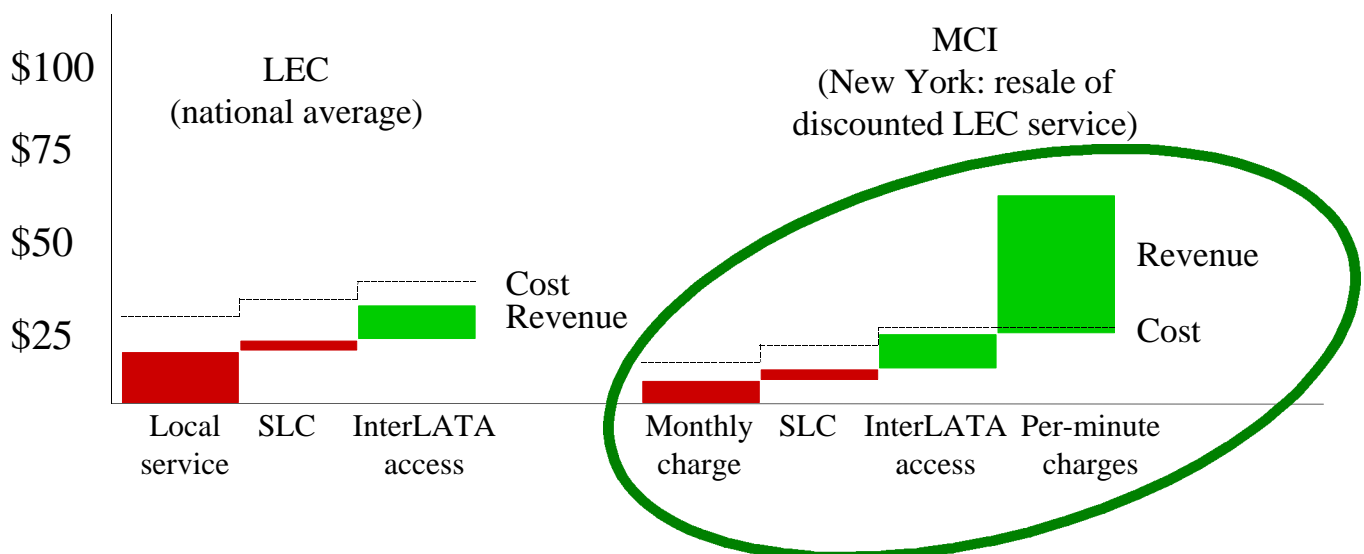 $100
$75
$50
$25
LEC
(national average)
Cost
Revenue
Local
service
SLC
InterLATA
access
MCI
(New York: resale of
discounted LEC service)
Revenue
Cost
Monthly
charge
SLC
InterLATA
access
Per-minute
charges